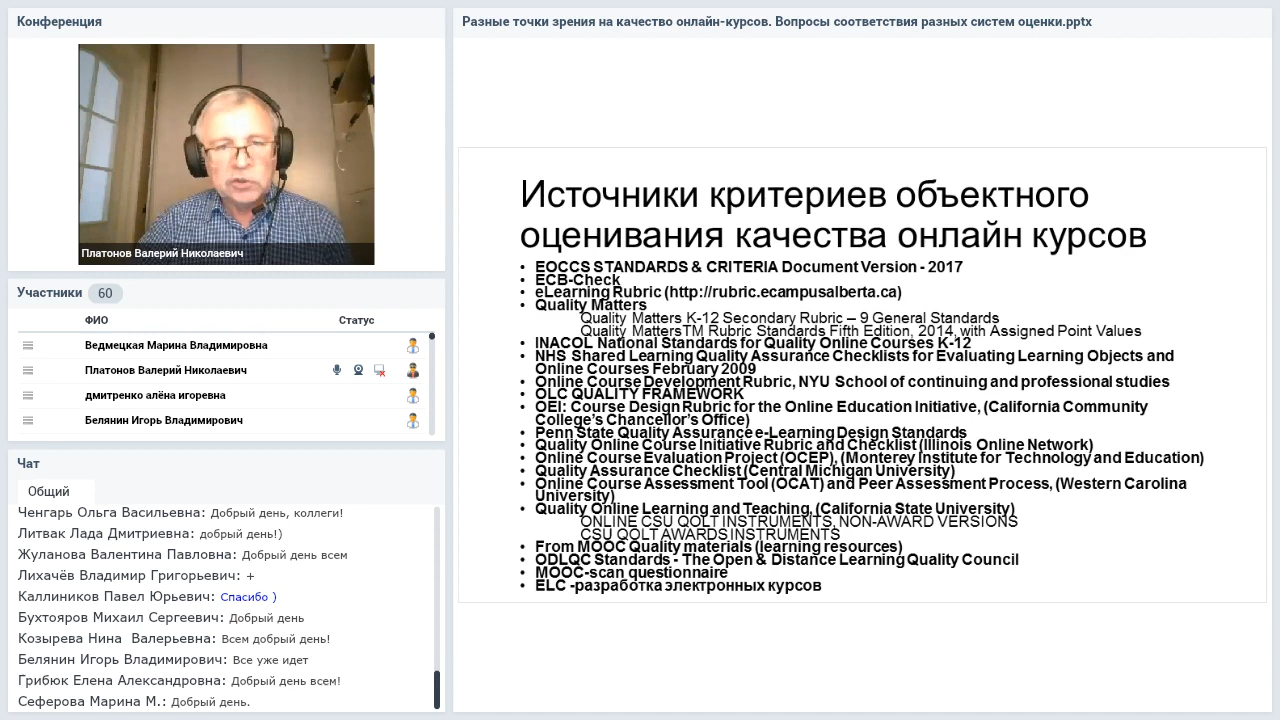 Конференция
Платонов Валерий Николаевич
Участники 60
ФИО Статус
Ведмецкая Марина Владимировна
Платонов Валерий Николаевич
дмитренко алёна игоревна
Белянин Игорь Владимирович
Чат
Общий
Ченгарь Ольга Васильевна: Добрый день, коллеги!
Литвак Лада Дмитриевна: добрый день!)
Жуланова Валентина Павловна: Добрый день всем
Лихачёв Владимир Григорьевич: +
Каллиников Павел Юрьевич: Спасибо )
Бухтояров Михаил Сергеевич: Добрый день
Козырева Нина  Валерьевна: Всем добрый день!
Белянин Игорь Владимирович: Все уже идет
Грибюк Елена Александровна: Добрый день всем!
Сеферова Марина М.: Добрый день.
Разные точки зрения на качество онлайн-курсов. Вопросы соответствия разных систем оценки.pptx
Источники критериев объектного
оценивания качества онлайн курсов
• EOCCS STANDARDS & CRITERIA Document Version - 2017
• ECB-Check
• eLearning Rubric (http://rubric.ecampusalberta.ca)
• Quality Matters
Quality Matters K-12 Secondary Rubric – 9 General Standards
Quality MattersTM Rubric Standards Fifth Edition, 2014, with Assigned Point Values
• INACOL National Standards for Quality Online Courses K-12
• NHS Shared Learning Quality Assurance Checklists for Evaluating Learning Objects and
Online Courses February 2009
• Online Course Development Rubric, NYU School of continuing and professional studies
• OLC QUALITY FRAMEWORK
• OEI: Course Design Rubric for the Online Education Initiative, (California Community
College's Chancellor's Office)
• Penn State Quality Assurance e-Learning Design Standards
• Quality Online Course Initiative Rubric and Checklist (Illinois Online Network)
• Online Course Evaluation Project (OCEP), (Monterey Institute for Technology and Education)
• Quality Assurance Checklist (Central Michigan University)
• Online Course Assessment Tool (OCAT) and Peer Assessment Process, (Western Carolina
University)
• Quality Online Learning and Teaching, (California State University)
ONLINE CSU QOLT INSTRUMENTS, NON-AWARD VERSIONS
CSU QOLT AWARDS INSTRUMENTS
• From MOOC Quality materials (learning resources)
• ODLQC Standards - The Open & Distance Learning Quality Council
• MOOC-scan questionnaire
• ELC -разработка электронных курсов